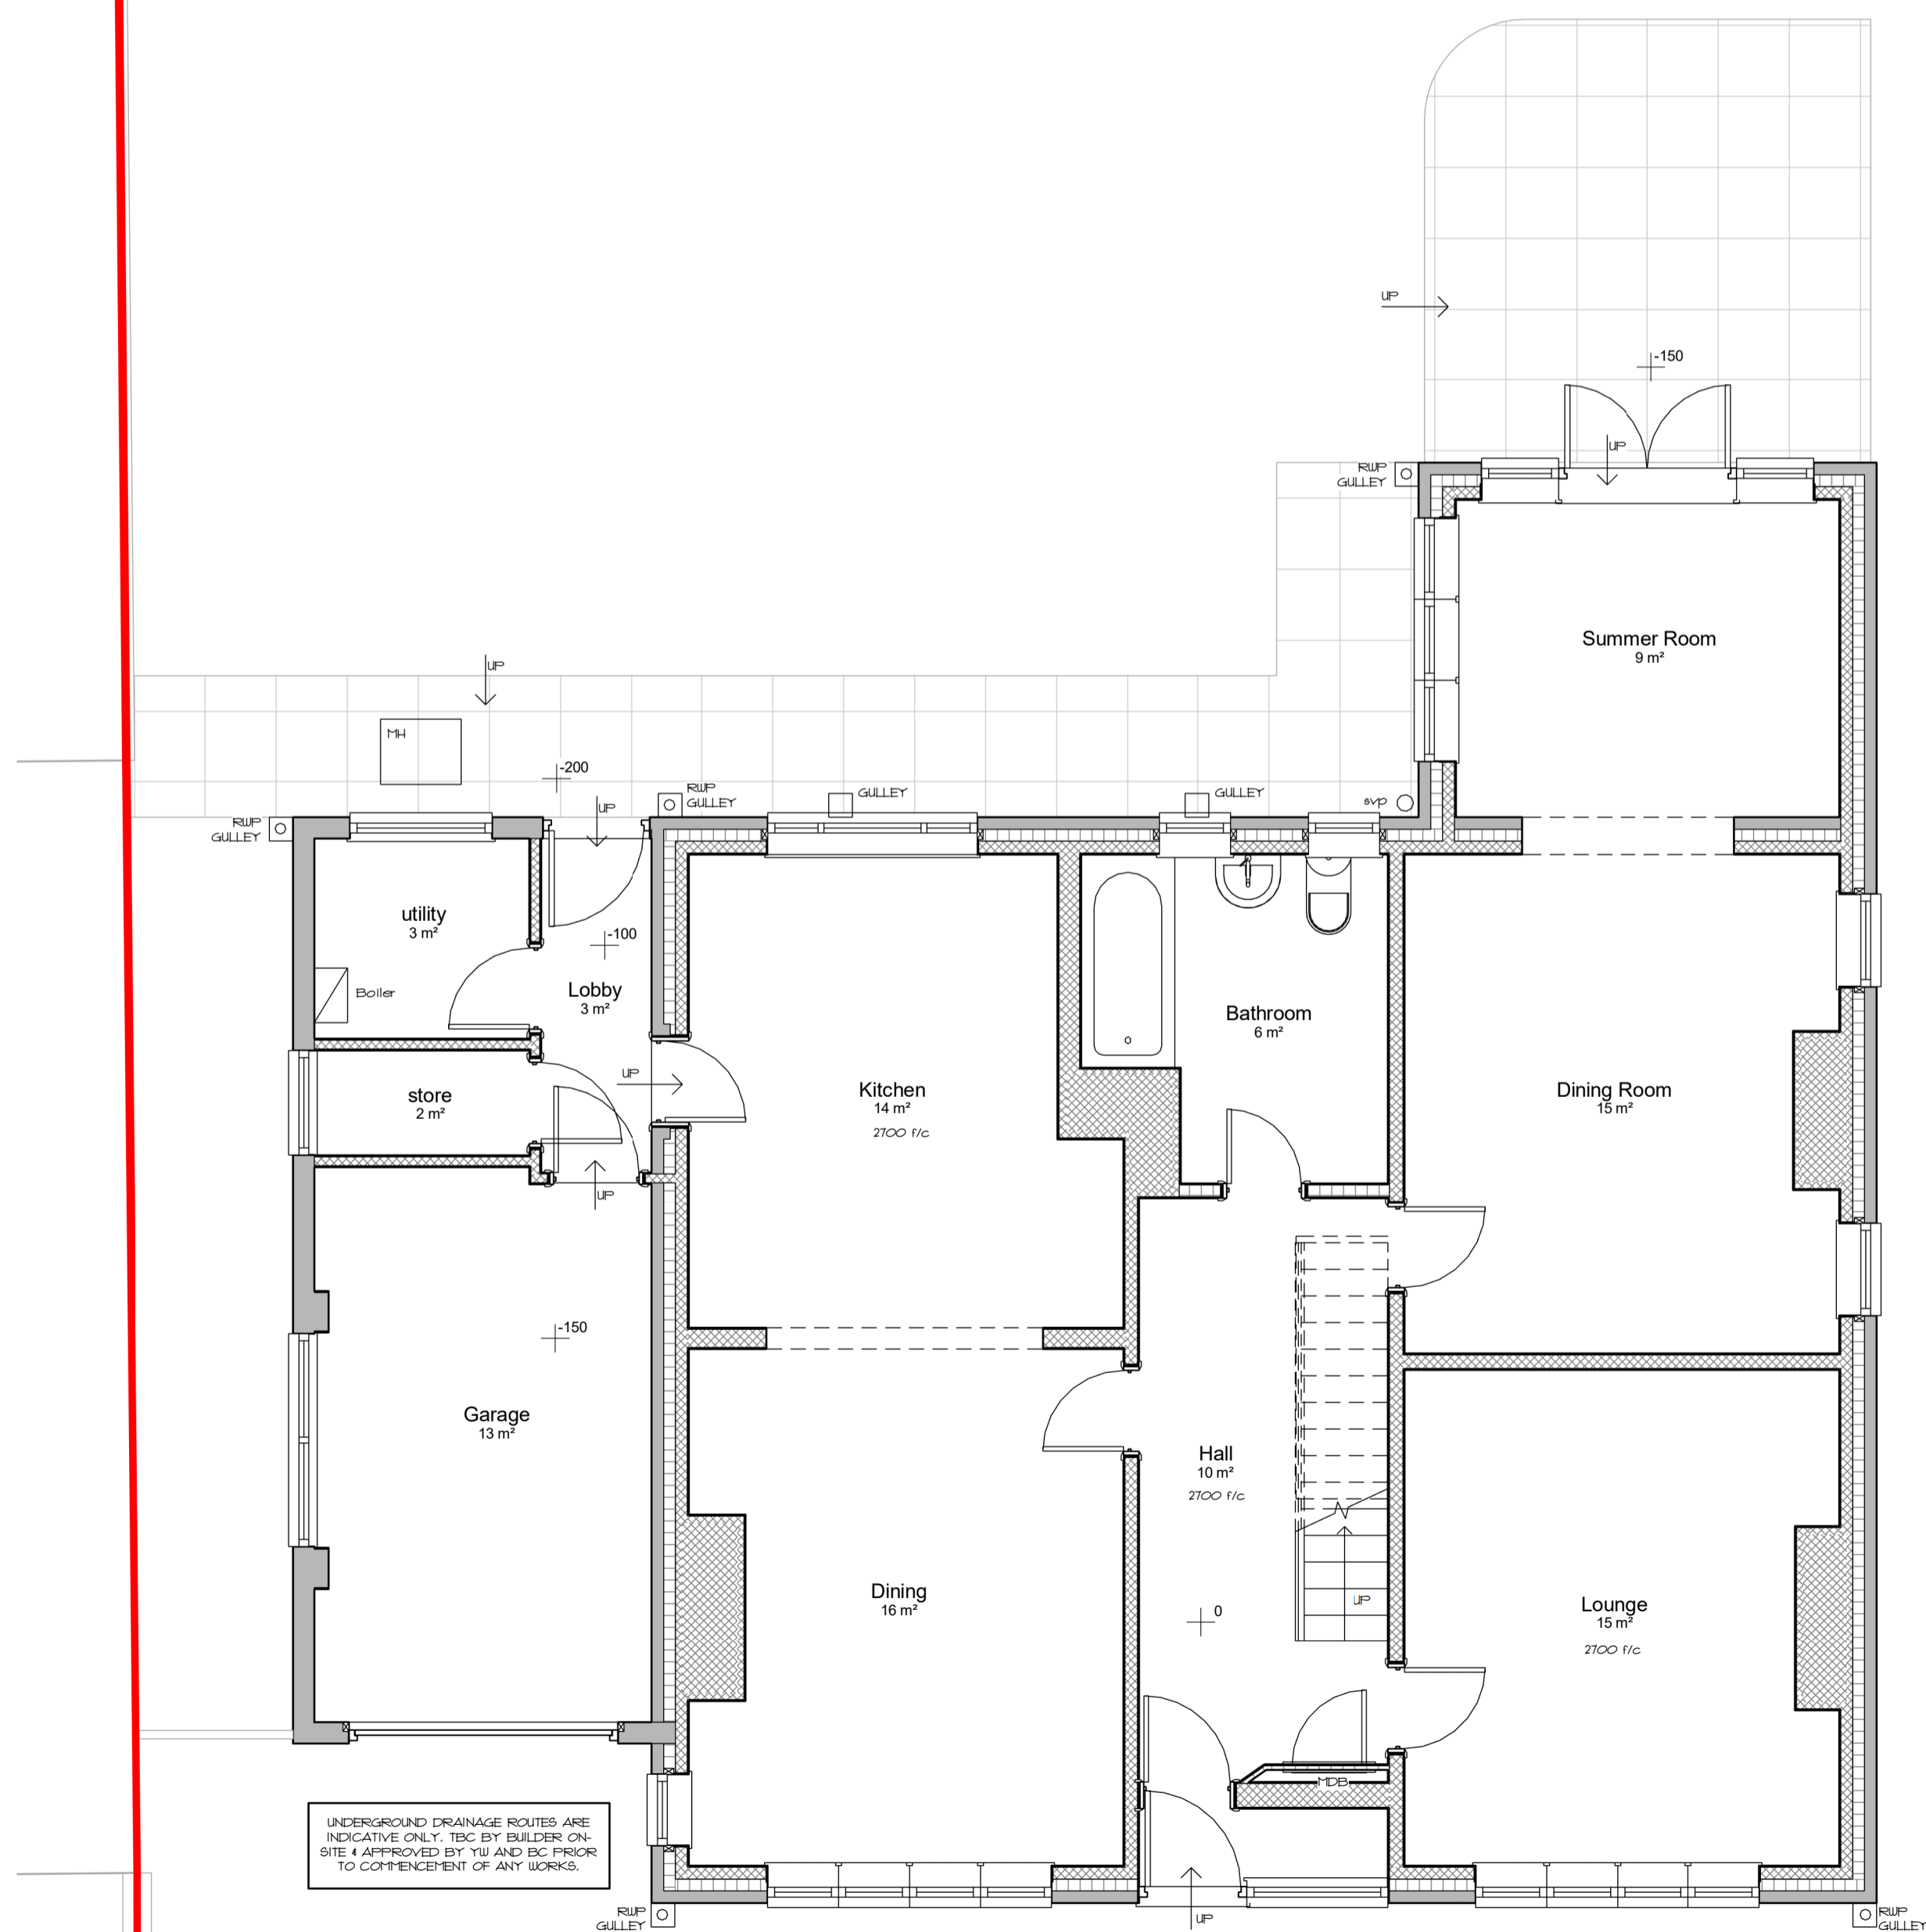 UP
-150
UP
RWP
GULLEY
Summer Room
9 m²
UP
MH
-200
RWP
GULLEY
GULLEY
GULLEY
svp
UP
RWP
GULLEY
utility
3 m²
-100
Boiler
Lobby
3 m²
Bathroom
6 m²
UP
store
2 m²
Kitchen
14 m²
2700 f/c
Dining Room
15 m²
UP
-150
Garage
13 m²
Hall
10 m²
2700 f/c
Dining
16 m²
UP
0
Lounge
15 m²
2700 f/c
MDB
UNDERGROUND DRAINAGE ROUTES ARE
INDICATIVE ONLY. TBC BY BUILDER ON-
SITE & APPROVED BY YW AND BC PRIOR
TO COMMENCEMENT OF ANY WORKS.
RWP
GULLEY
UP
RWP
GULLEY